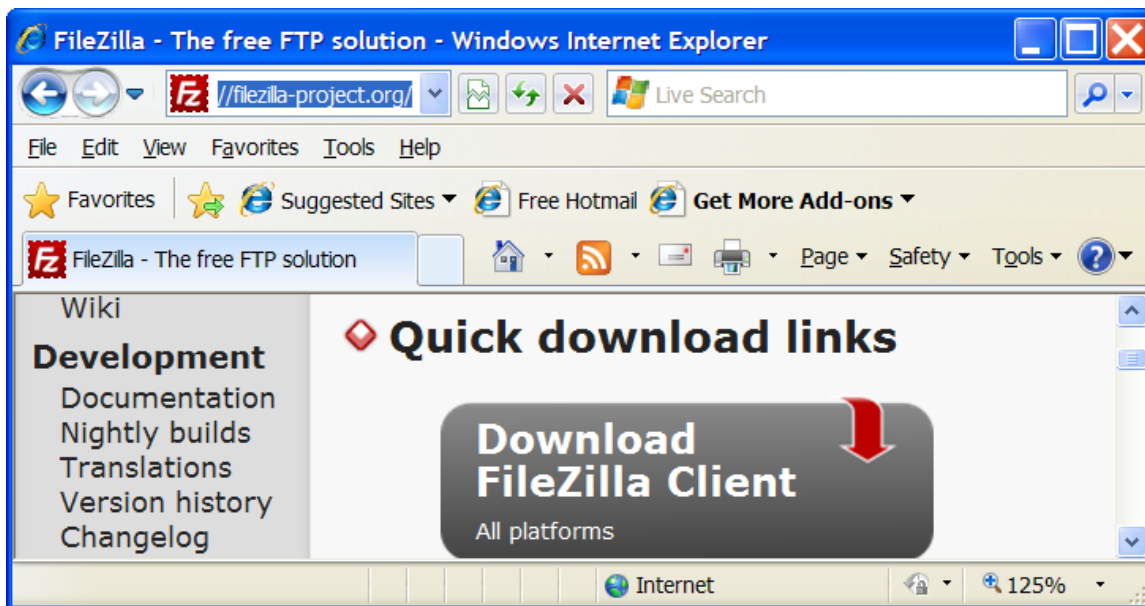 FileZilla - The free FTP solution - Windows Internet Explorer
Fz //filezilla-project.org/ Live Search
File Edit View Favorites Tools Help
Favorites Suggested Sites Free Hotmail Get More Add-ons
Fz FileZilla - The free FTP solution Page Safety Tools ?
Wiki
Development
Documentation
Nightly builds
Translations
Version history
Changelog
Quick download links
Download
FileZilla Client
All platforms
Internet 125%